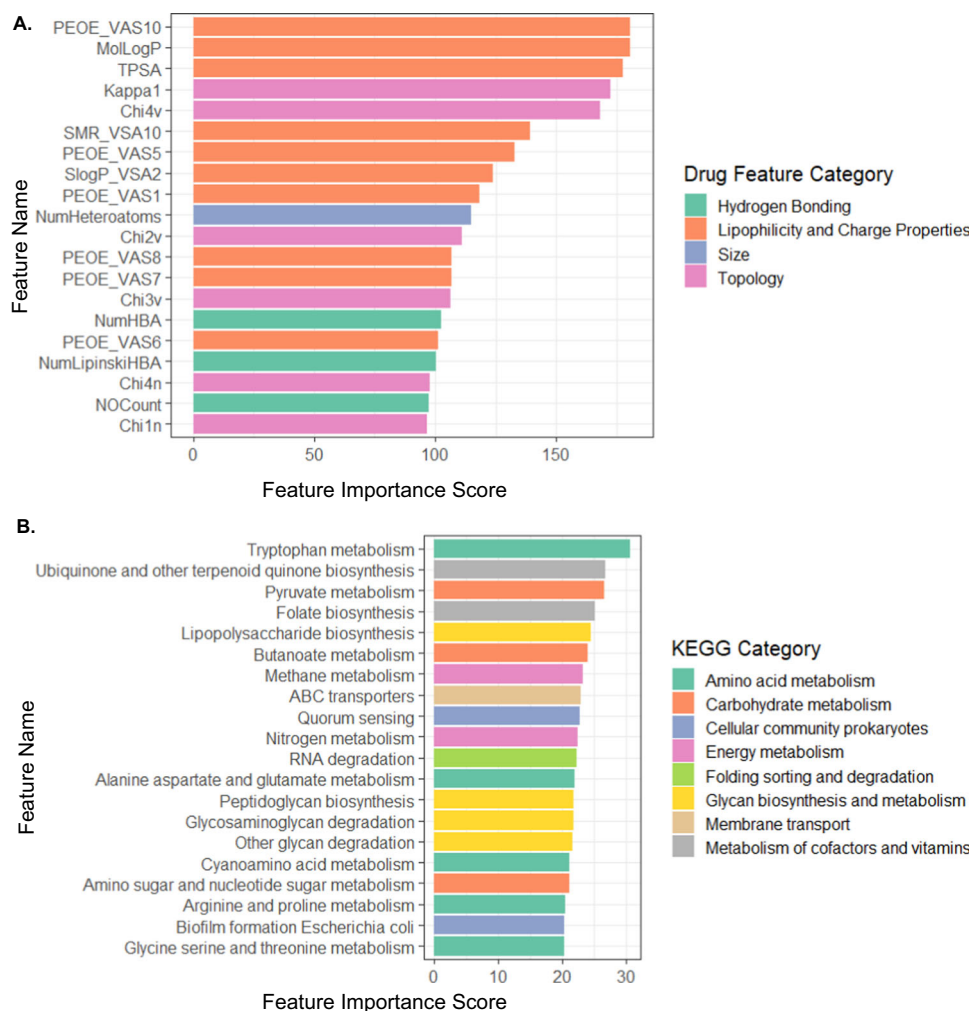 A.
PEOE_VAS10
MolLogP
TPSA
Kappa1
Chi4v
SMR_VSA10
PEOE_VAS5
SlogP_VSA2
PEOE_VAS1
NumHeteroatoms
Chi2v
PEOE_VAS8
PEOE_VAS7
Chi3v
NumHBA
PEOE_VAS6
NumLipinskiHBA
Chi4n
NOCount
Chi1n
Feature Name
0 50 100 150
Feature Importance Score
Drug Feature Category
Hydrogen Bonding
Lipophilicity and Charge Properties
Size
Topology
B.
Tryptophan metabolism
Ubiquinone and other terpenoid quinone biosynthesis
Pyruvate metabolism
Folate biosynthesis
Lipopolysaccharide biosynthesis
Butanoate metabolism
Methane metabolism
ABC transporters
Quorum sensing
Nitrogen metabolism
RNA degradation
Alanine aspartate and glutamate metabolism
Peptidoglycan biosynthesis
Glycosaminoglycan degradation
Other glycan degradation
Cyanoamino acid metabolism
Amino sugar and nucleotide sugar metabolism
Arginine and proline metabolism
Biofilm formation Escherichia coli
Glycine serine and threonine metabolism
Feature Name
0 10 20 30
Feature Importance Score
KEGG Category
Amino acid metabolism
Carbohydrate metabolism
Cellular community prokaryotes
Energy metabolism
Folding sorting and degradation
Glycan biosynthesis and metabolism
Membrane transport
Metabolism of cofactors and vitamins